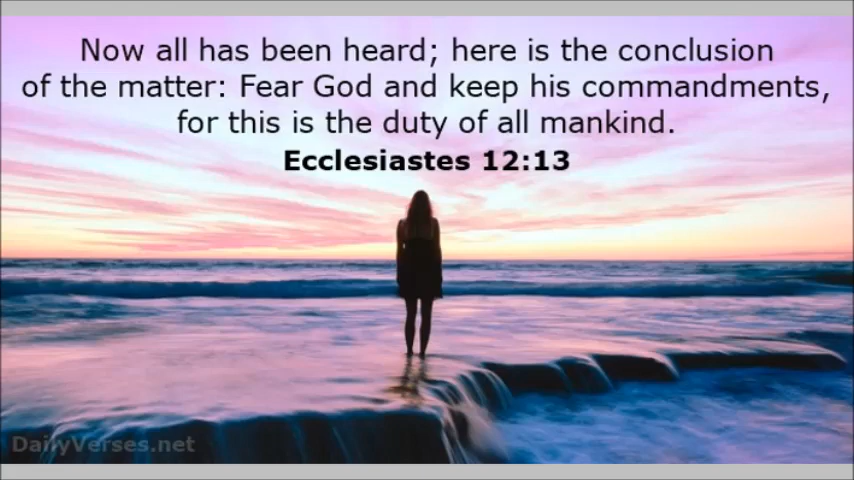 Now all has been heard; here is the conclusion
of the matter: Fear God and keep his commandments,
for this is the duty of all mankind.
Ecclesiastes 12:13
DailyVerses.net